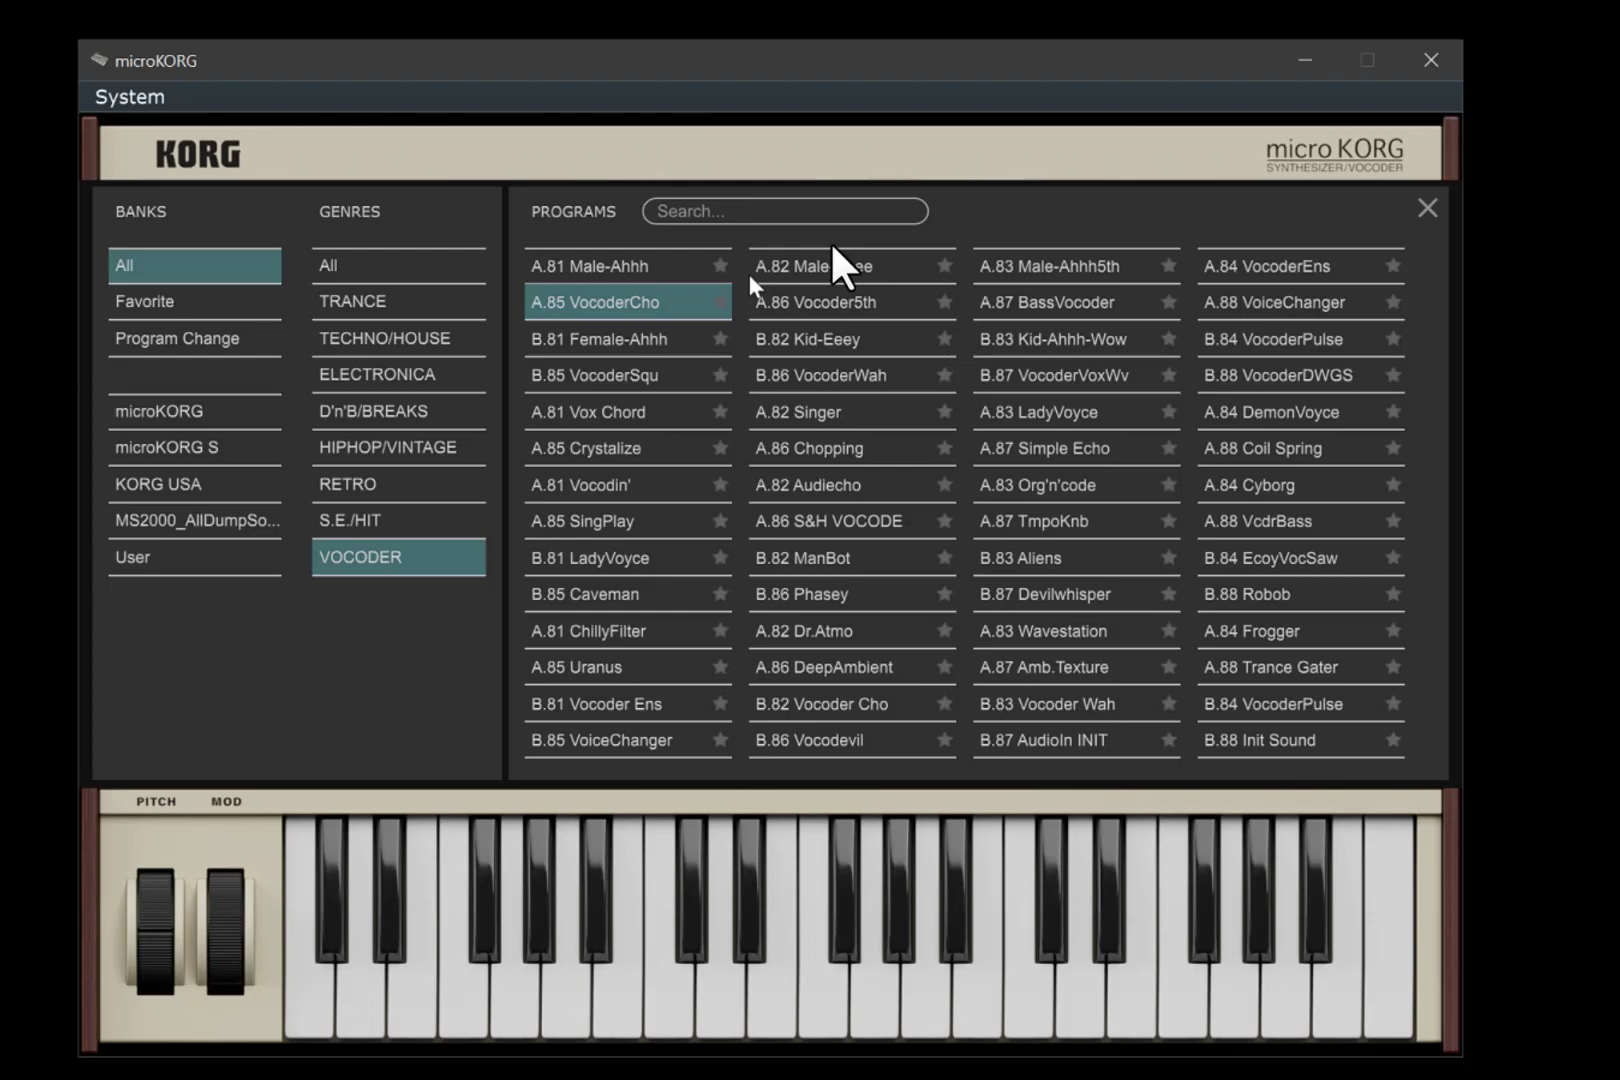 microKORG
System
KORG
micro KORG
SYNTHESIZER/VOCODER
BANKS
All
Favorite
Program Change
microKORG
microKORG S
KORG USA
MS2000_AllDumpSo...
User
GENRES
All
TRANCE
TECHNO/HOUSE
ELECTRONICA
D'n'B/BREAKS
HIPHOP/VINTAGE
RETRO
S.E./HIT
VOCODER
PROGRAMS Search...
A.81 Male-Ahhh A.82 Male A.83 Male-Ahhh5th A.84 VocoderEns
A.85 VocoderCho A.86 Vocoder5th A.87 BassVocoder A.88 VoiceChanger
B.81 Female-Ahhh B.82 Kid-Eeey B.83 Kid-Ahhh-Wow B.84 VocoderPulse
B.85 VocoderSqu B.86 VocoderWah B.87 VocoderVoxWv B.88 VocoderDWGS
A.81 Vox Chord A.82 Singer A.83 LadyVoyce A.84 DemonVoyce
A.85 Crystalize A.86 Chopping A.87 Simple Echo A.88 Coil Spring
A.81 Vocodin' A.82 Audiecho A.83 Org'n'code A.84 Cyborg
A.85 SingPlay A.86 S&H VOCODE A.87 TmpoKnb A.88 VcdrBass
B.81 LadyVoyce B.82 ManBot B.83 Aliens B.84 EcoyVocSaw
B.85 Caveman B.86 Phasey B.87 Devilwhisper B.88 Robob
A.81 ChillyFilter A.82 Dr.Atmo A.83 Wavestation A.84 Frogger
A.85 Uranus A.86 DeepAmbient A.87 Amb.Texture A.88 Trance Gater
B.81 Vocoder Ens B.82 Vocoder Cho B.83 Vocoder Wah B.84 VocoderPulse
B.85 VoiceChanger B.86 Vocodevil B.87 AudioIn INIT B.88 Init Sound
PITCH MOD